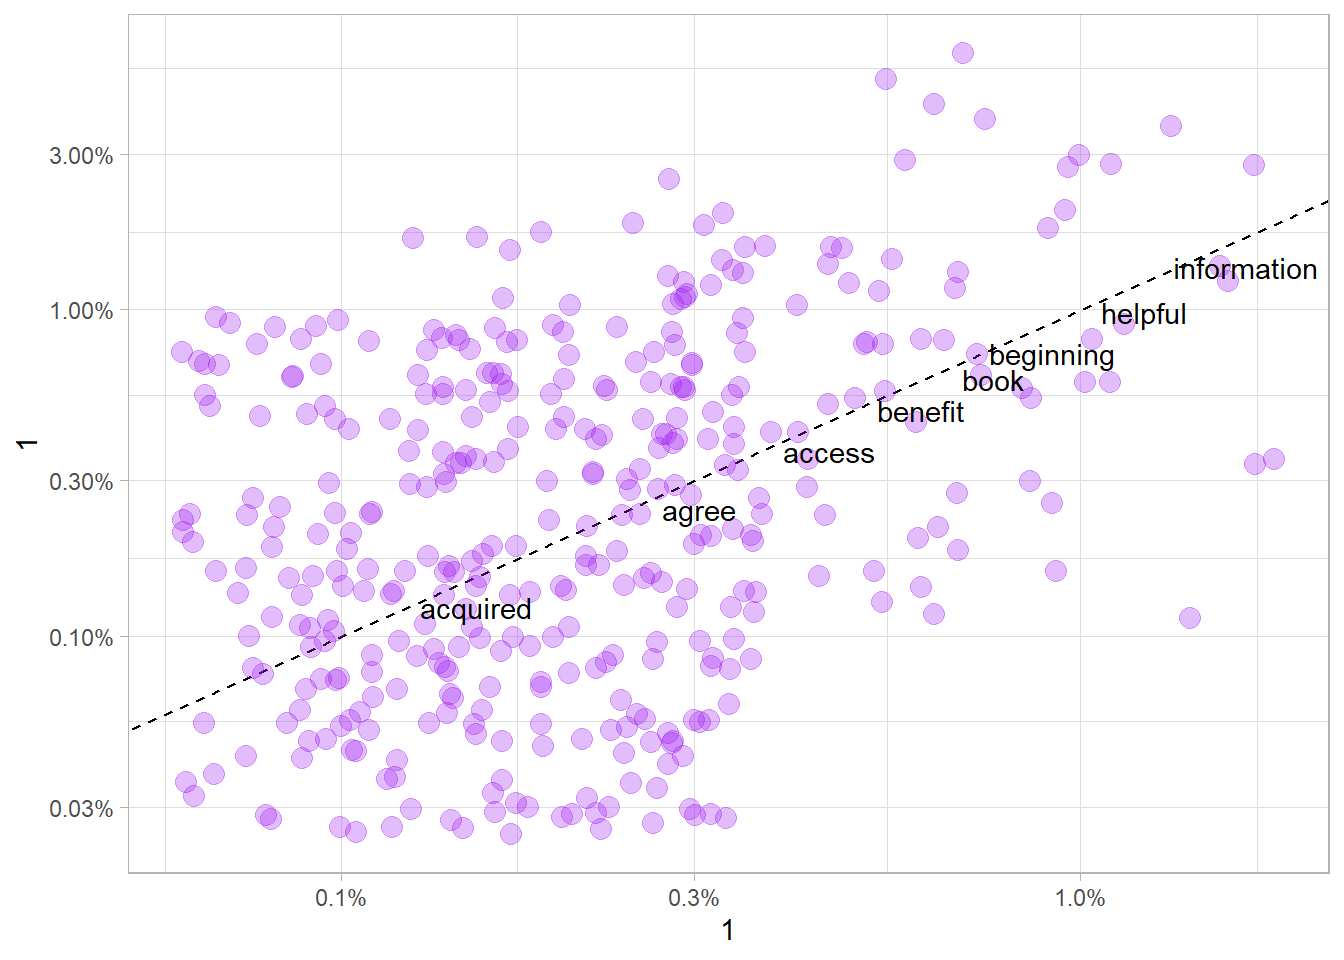 3.00%
information
1.00%
helpful
beginning
book
benefit
1
access
0.30%
agree
acquired
0.10%
0.03%
0.1%
0.3%
1.0%
1